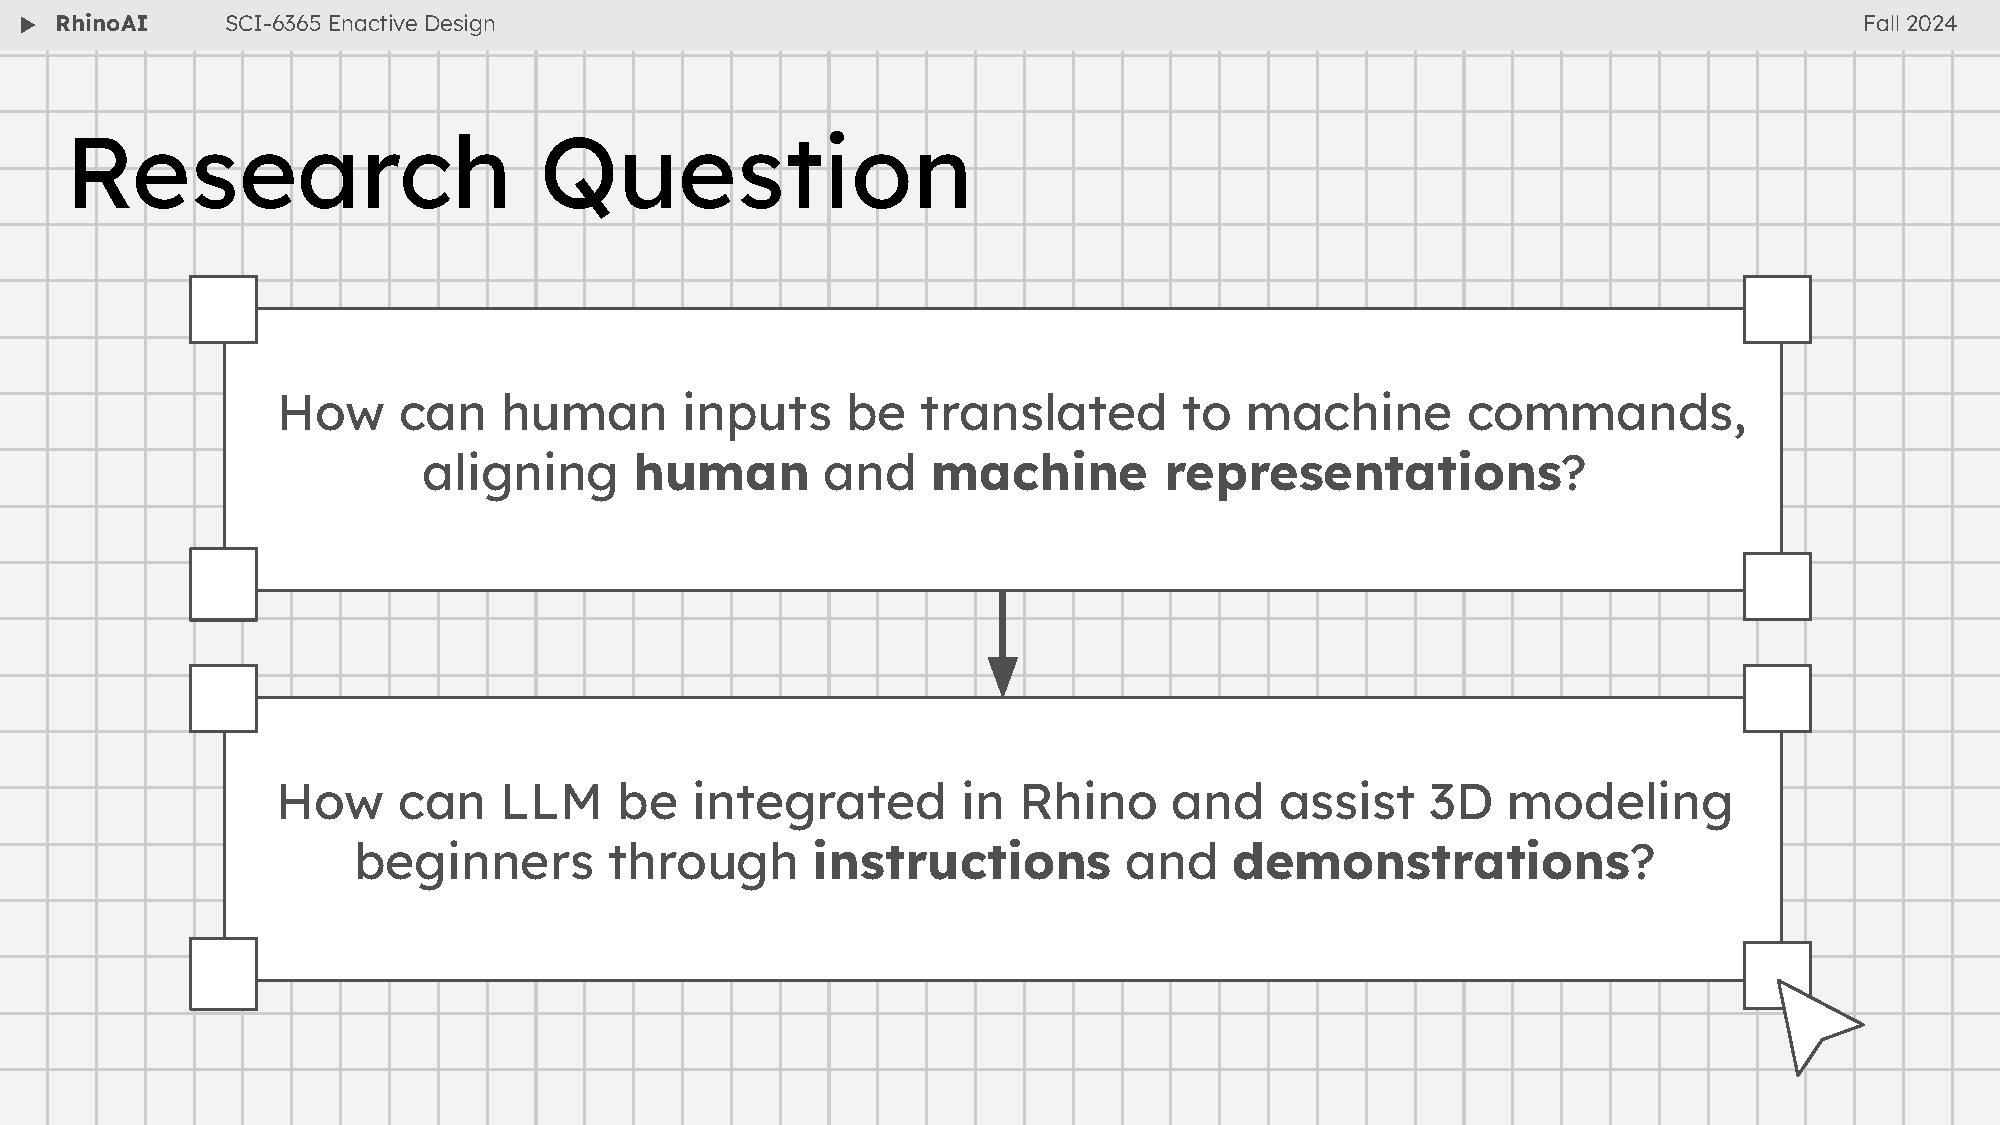 RhinoAI SCI-6365 Enactive Design Fall 2024
Research Question
How can human inputs be translated to machine commands,
aligning human and machine representations?
How can LLM be integrated in Rhino and assist 3D modeling
beginners through instructions and demonstrations?